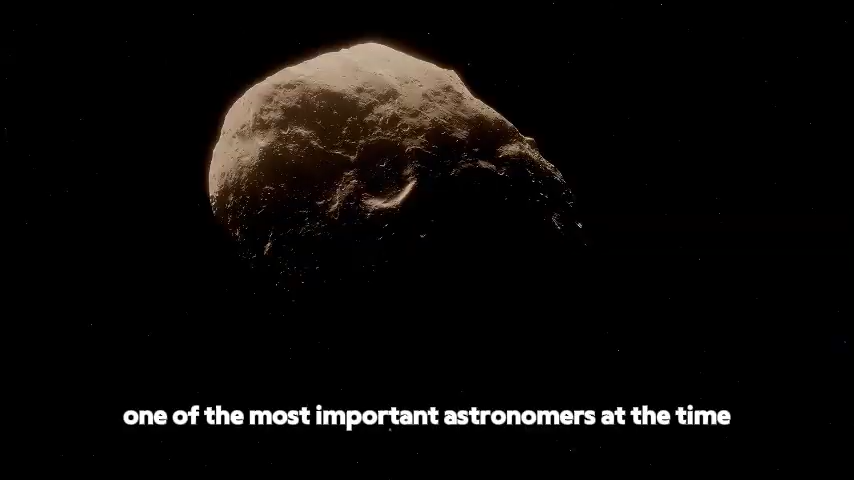 one of the most important astronomers at the time